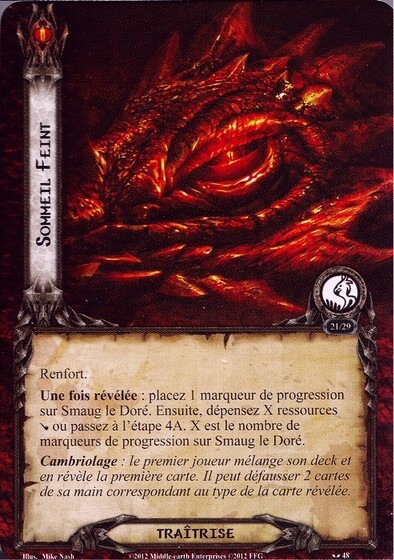 SOMMEIL FEINT
21/29
Renfort.
Une fois révélée : placez 1 marqueur de progression
sur Smaug le Doré. Ensuite, dépensez X ressources
ou passez à l'étape 4A. X est le nombre de
marqueurs de progression sur Smaug le Doré.
Cambriolage : le premier joueur mélange son deck et
en révèle la première carte. Il peut défausser 2 cartes
de sa main correspondant au type de la carte révélée.
TRAÎTRISE
Illus. Mike Nash ©2012 Middle-earth Enterprises ©2012 FFG 48